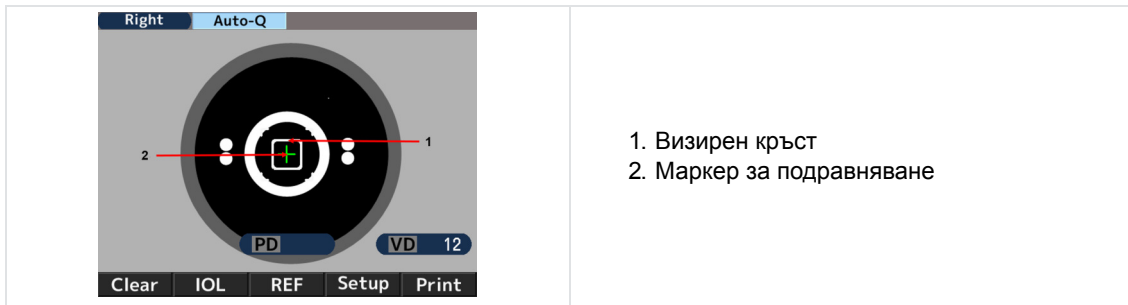 Right Auto-Q
1
2
PD VD 12
Clear IOL REF Setup Print
1. Визирен кръст
2. Маркер за подравняване